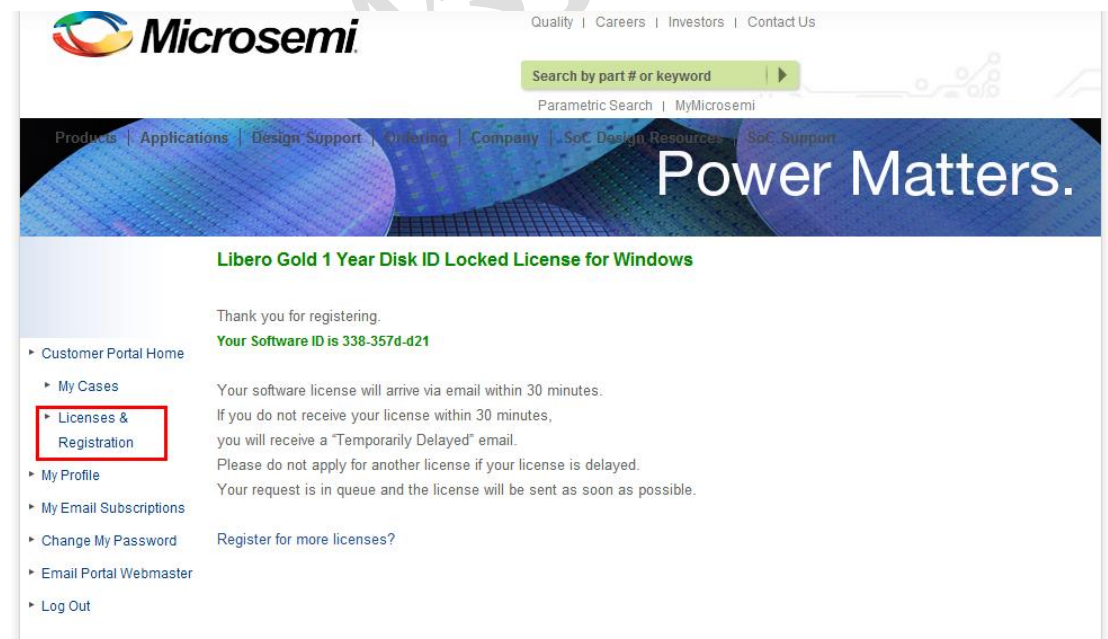 Microsemi
Quality | Careers | Investors | Contact Us
Search by part # or keyword
Parametric Search | MyMicrosemi
Products | Applications | Design Support | Ordering | Company | SoC Design Resources | SoC Support
Power Matters.
Libero Gold 1 Year Disk ID Locked License for Windows
Thank you for registering.
Your Software ID is 338-357d-d21
Customer Portal Home
My Cases
Licenses &
Registration
My Profile
My Email Subscriptions
Change My Password
Email Portal Webmaster
Log Out
Your software license will arrive via email within 30 minutes.
If you do not receive your license within 30 minutes,
you will receive a “Temporarily Delayed” email.
Please do not apply for another license if your license is delayed.
Your request is in queue and the license will be sent as soon as possible.
Register for more licenses?